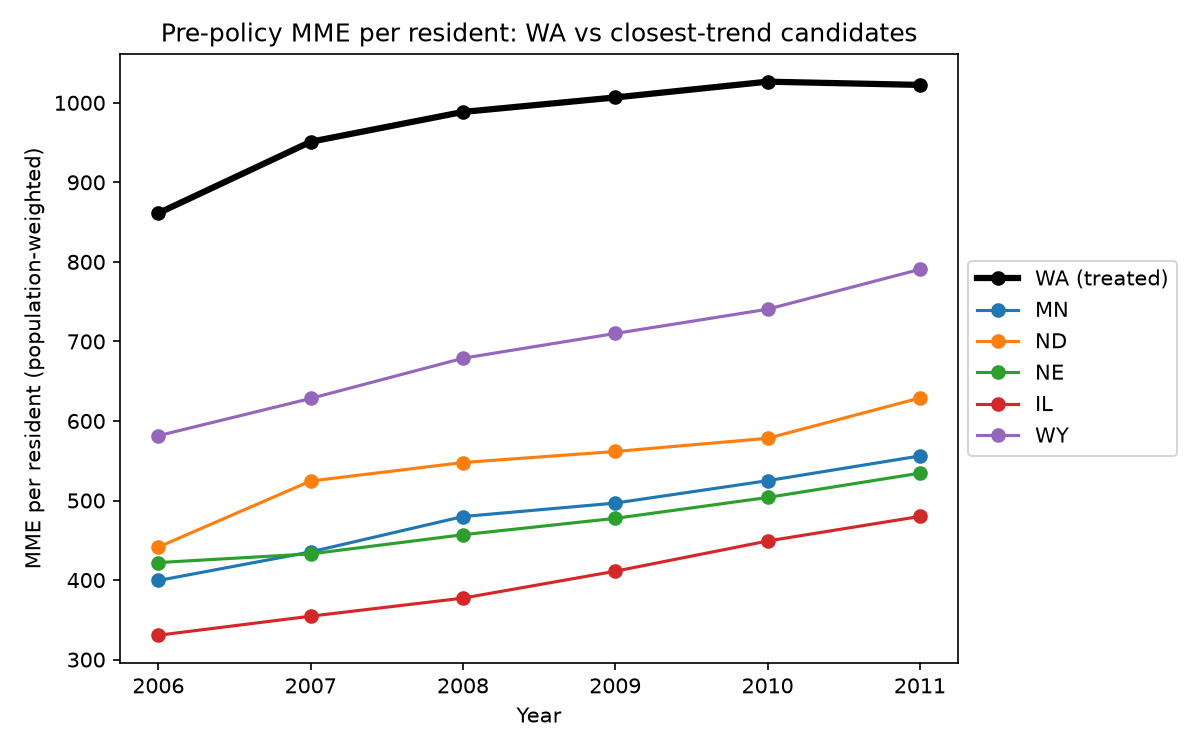 Pre-policy MME per resident: WA vs closest-trend candidates
MME per resident (population-weighted)
1000
900
800
700
600
500
400
300
2006 2007 2008 2009 2010 2011
Year
WA (treated)
MN
ND
NE
IL
WY